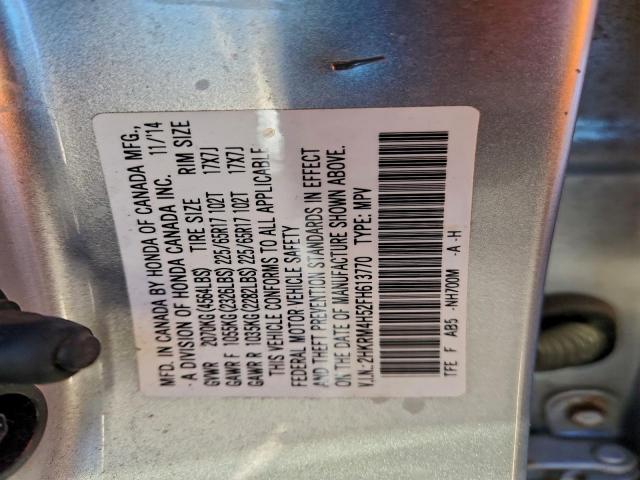 MFD. IN CANADA BY HONDA OF CANADA MFG.,
- A DIVISION OF HONDA CANADA INC. 11/'14
TIRE SIZE RIM SIZE
GVWR 2070KG(4564LBS)
GAWR F 1055KG(2326LBS) 225/65R17 102T 17X7J
GAWR R 1035KG(2282LBS) 225/65R17 102T 17X7J
THIS VEHICLE CONFORMS TO ALL APPLICABLE
FEDERAL MOTOR VEHICLE SAFETY
AND THEFT PREVENTION STANDARDS IN EFFECT
ON THE DATE OF MANUFACTURE SHOWN ABOVE.
V.I.N.: 2HKRM4H52FH613770 TYPE: MPV
TFE F AB5 -NH700M -A -H